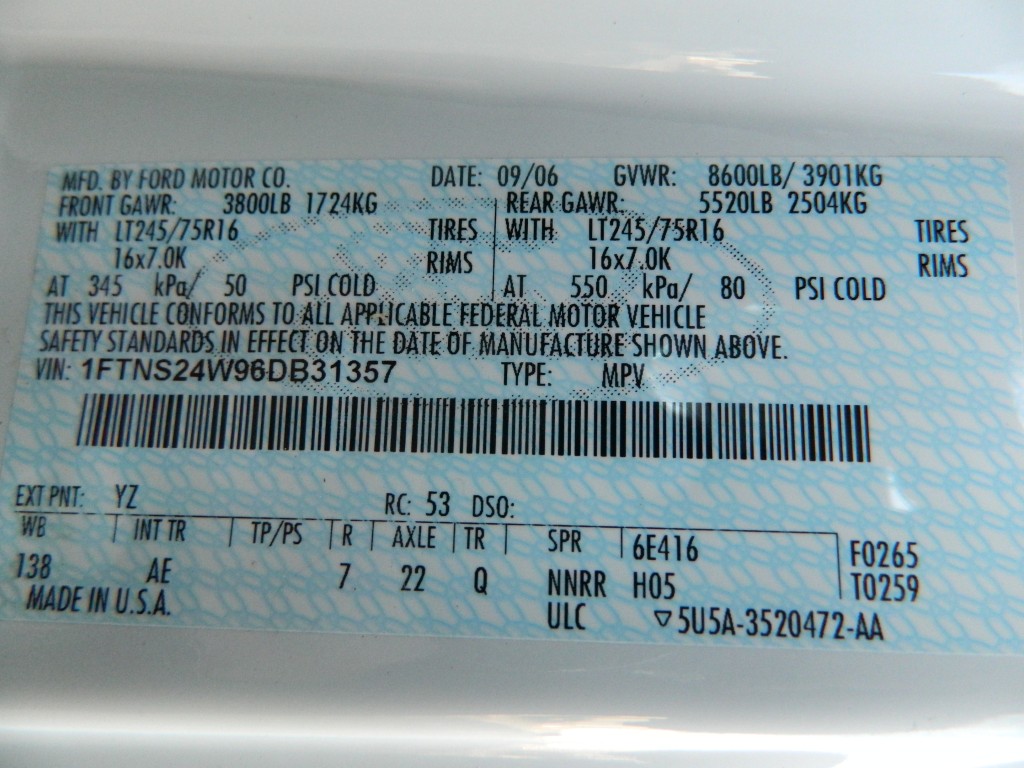 MFD. BY FORD MOTOR CO. DATE: 09/06 GVWR: 8600LB/ 3901KG
FRONT GAWR: 3800LB 1724KG REAR GAWR: 5520LB 2504KG
WITH LT245/75R16 TIRES WITH LT245/75R16 TIRES
16x7.0K RIMS 16x7.0K RIMS
AT 345 kPa/ 50 PSI COLD AT 550 kPa/ 80 PSI COLD
THIS VEHICLE CONFORMS TO ALL APPLICABLE FEDERAL MOTOR VEHICLE
SAFETY STANDARDS IN EFFECT ON THE DATE OF MANUFACTURE SHOWN ABOVE.
VIN: 1FTNS24W96DB31357 TYPE: MPV
EXT PNT: YZ RC: 53 DSO:
WB INT TR TP/PS R AXLE TR SPR 6E416 F0265
138 AE 7 22 Q NNRR H05 T0259
MADE IN U.S.A. ULC ▽5U5A-3520472-AA